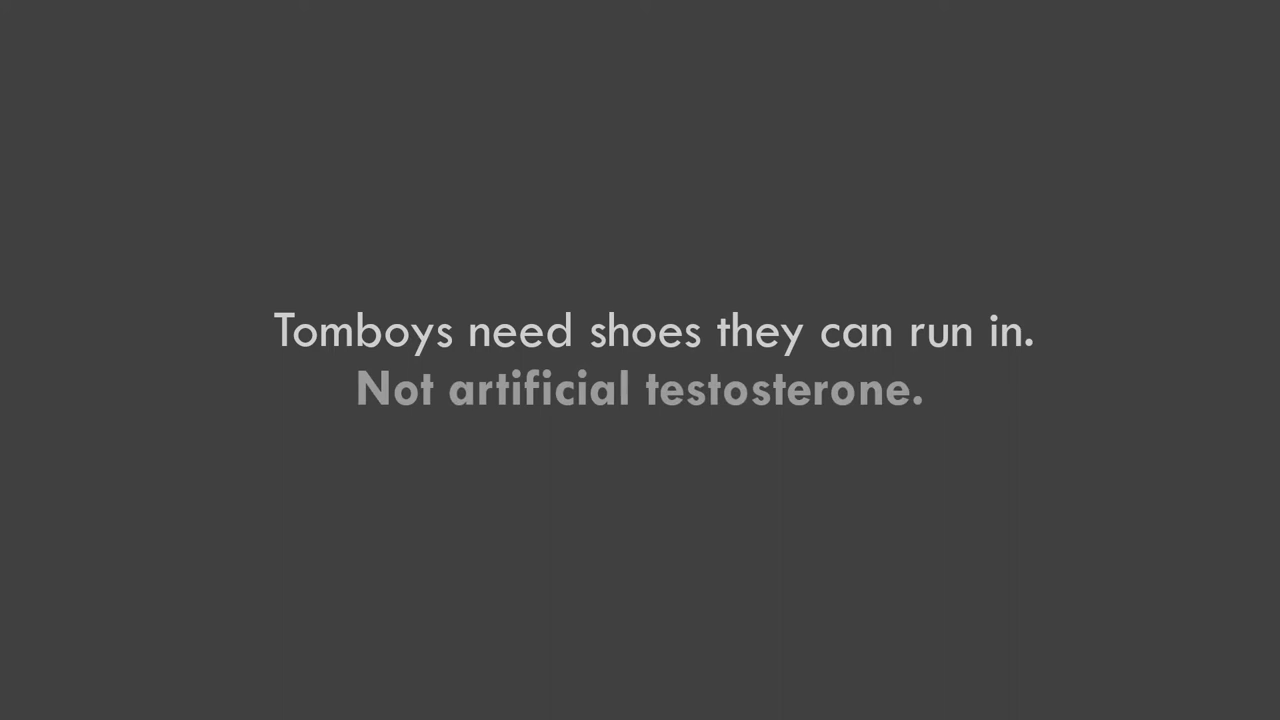 Tomboys need shoes they can run in.
Not artificial testosterone.